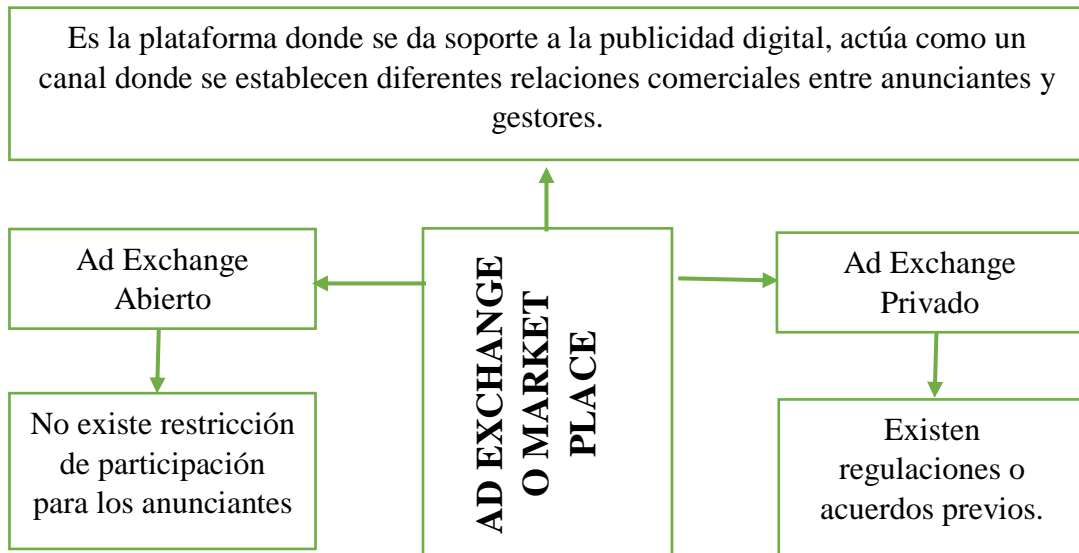 Es la plataforma donde se da soporte a la publicidad digital, actúa como un
canal donde se establecen diferentes relaciones comerciales entre anunciantes y
gestores.
Ad Exchange
Abierto
No existe restricción
de participación
para los anunciantes
AD EXCHANGE
O MARKET
PLACE
Ad Exchange
Privado
Existen
regulaciones o
acuerdos previos.